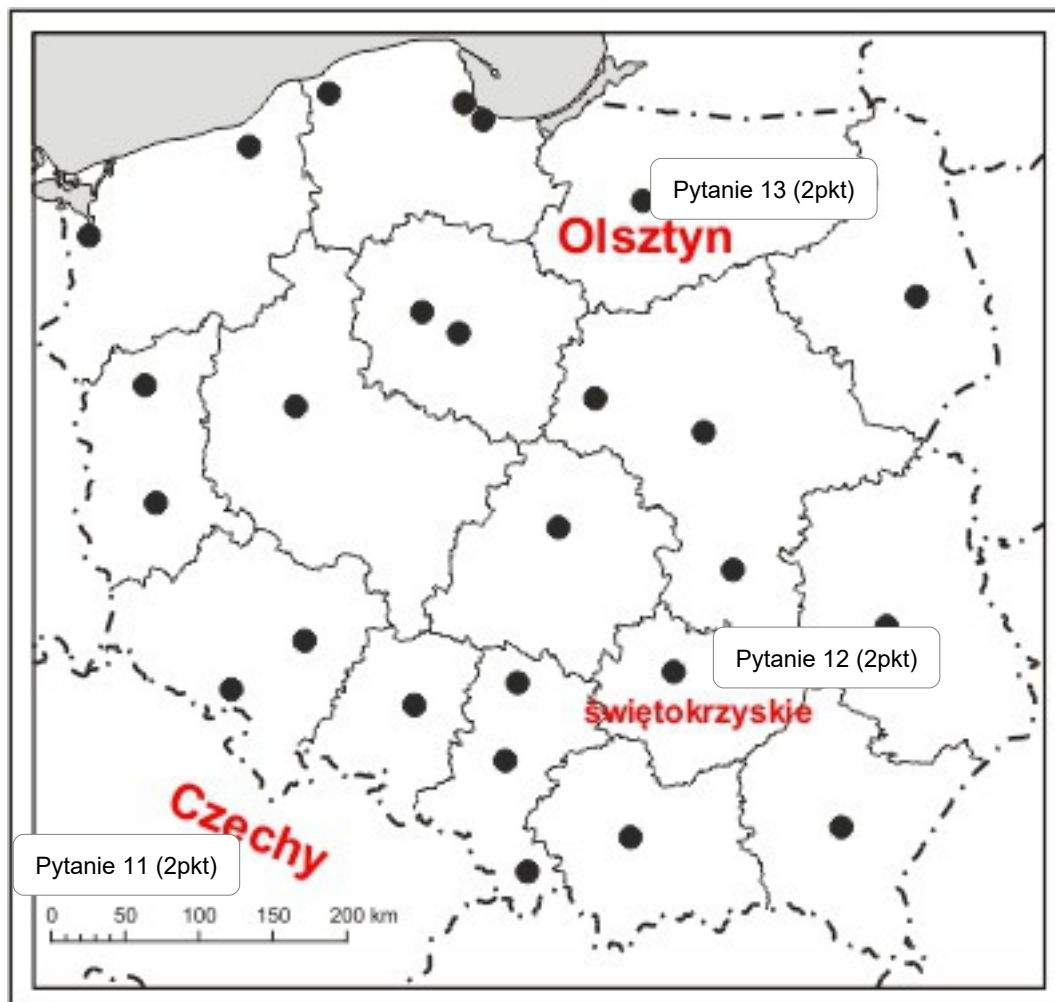 Pytanie 13 (2pkt)
Olsztyn
Pytanie 12 (2pkt)
świętokrzyskie
Czechy
Pytanie 11 (2pkt)
0 50 100 150 200 km